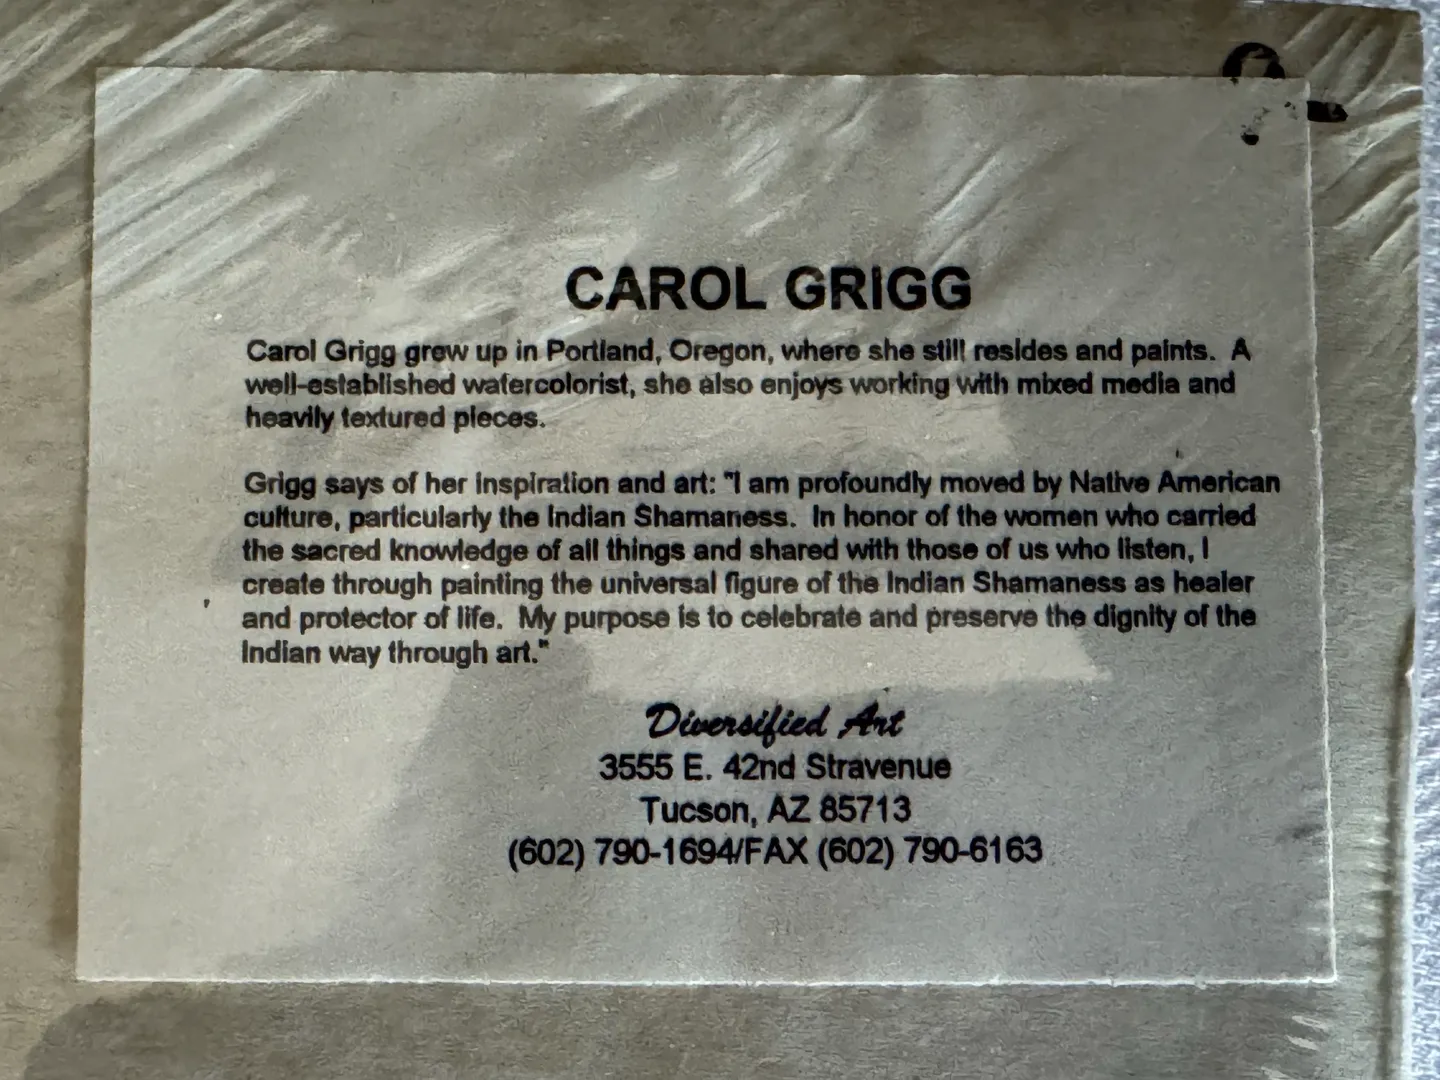 CAROL GRIGG
Carol Grigg grew up in Portland, Oregon, where she still resides and paints. A
well-established watercolorist, she also enjoys working with mixed media and
heavily textured pieces.
Grigg says of her inspiration and art: "I am profoundly moved by Native American
culture, particularly the Indian Shamaness. In honor of the women who carried
the sacred knowledge of all things and shared with those of us who listen, I
create through painting the universal figure of the Indian Shamaness as healer
and protector of life. My purpose is to celebrate and preserve the dignity of the
Indian way through art."
Diversified Art
3555 E. 42nd Stravenue
Tucson, AZ 85713
(602) 790-1694/FAX (602) 790-6163